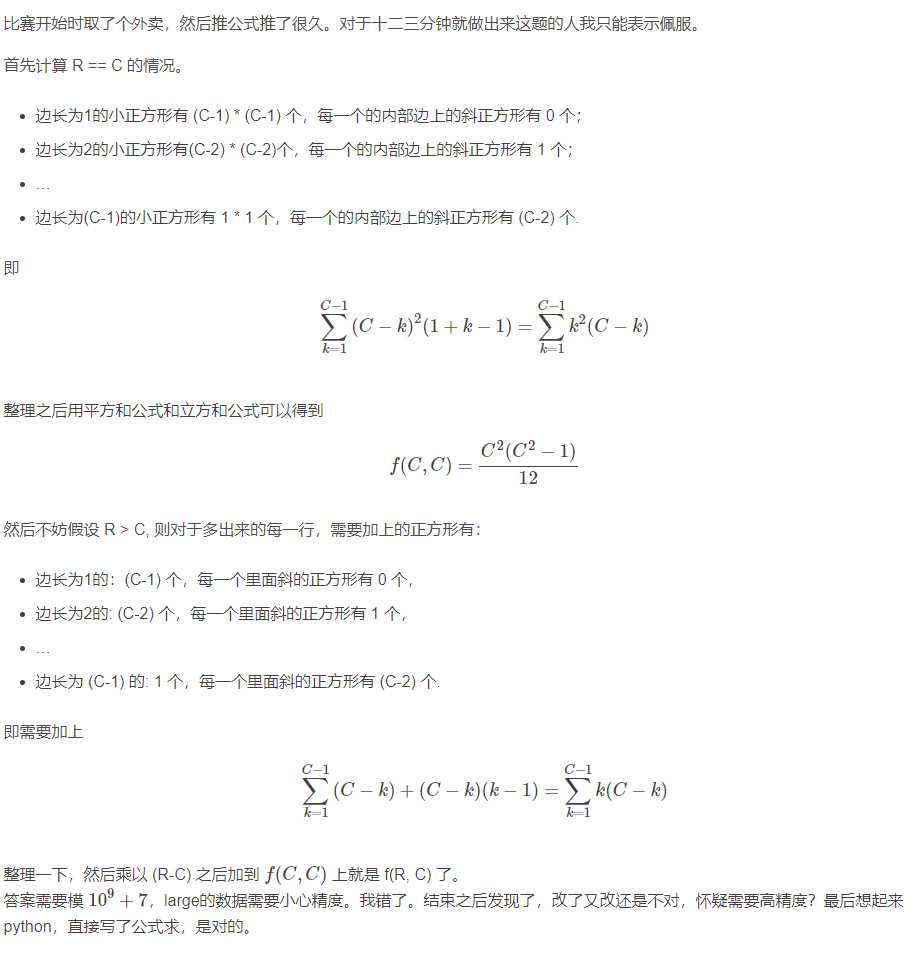 比赛开始时取了个外卖，然后推公式推了很久。对于十二三分钟就做出来这题的人我只能表示佩服。
首先计算 R == C 的情况。
• 边长为1的小正方形有 (C-1) * (C-1) 个，每一个的内部边上的斜正方形有 0 个；
• 边长为2的小正方形有(C-2) * (C-2)个，每一个的内部边上的斜正方形有 1 个；
• …
• 边长为(C-1)的小正方形有 1 * 1 个，每一个的内部边上的斜正方形有 (C-2) 个.
即
$$\sum_{k=1}^{C-1}(C-k)^2(1+k-1)=\sum_{k=1}^{C-1}k^2(C-k)$$
整理之后用平方和公式和立方和公式可以得到
$$f(C,C)=\frac{C^2(C^2-1)}{12}$$
然后不妨假设 R > C, 则对于多出来的每一行，需要加上的正方形有：
• 边长为1的：(C-1) 个，每一个里面斜的正方形有 0 个，
• 边长为2的: (C-2) 个，每一个里面斜的正方形有 1 个，
• …
• 边长为 (C-1) 的: 1 个，每一个里面斜的正方形有 (C-2) 个.
即需要加上
$$\sum_{k=1}^{C-1}(C-k)+(C-k)(k-1)=\sum_{k=1}^{C-1}k(C-k)$$
整理一下，然后乘以 (R-C) 之后加到 $f(C,C)$ 上就是 f(R, C) 了。
答案需要模 $10^9+7$，large的数据需要小心精度。我错了。结束之后发现了，改了又改还是不对，怀疑需要高精度？最后想起来
python，直接写了公式求，是对的。